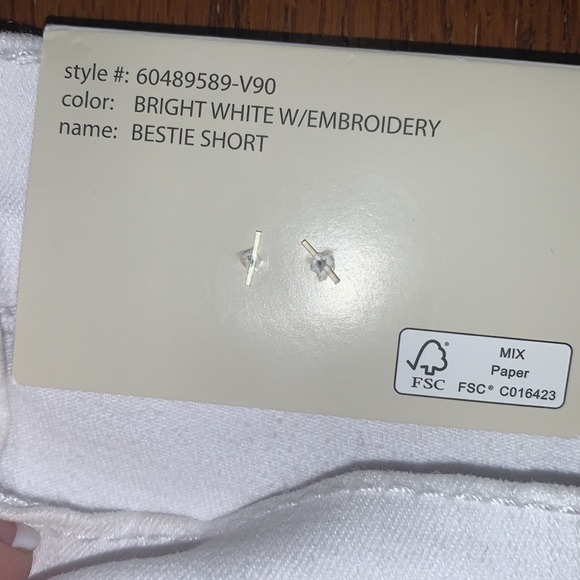 style #: 60489589-V90
color: BRIGHT WHITE W/EMBROIDERY
name: BESTIE SHORT
MIX
Paper
FSC FSC® C016423